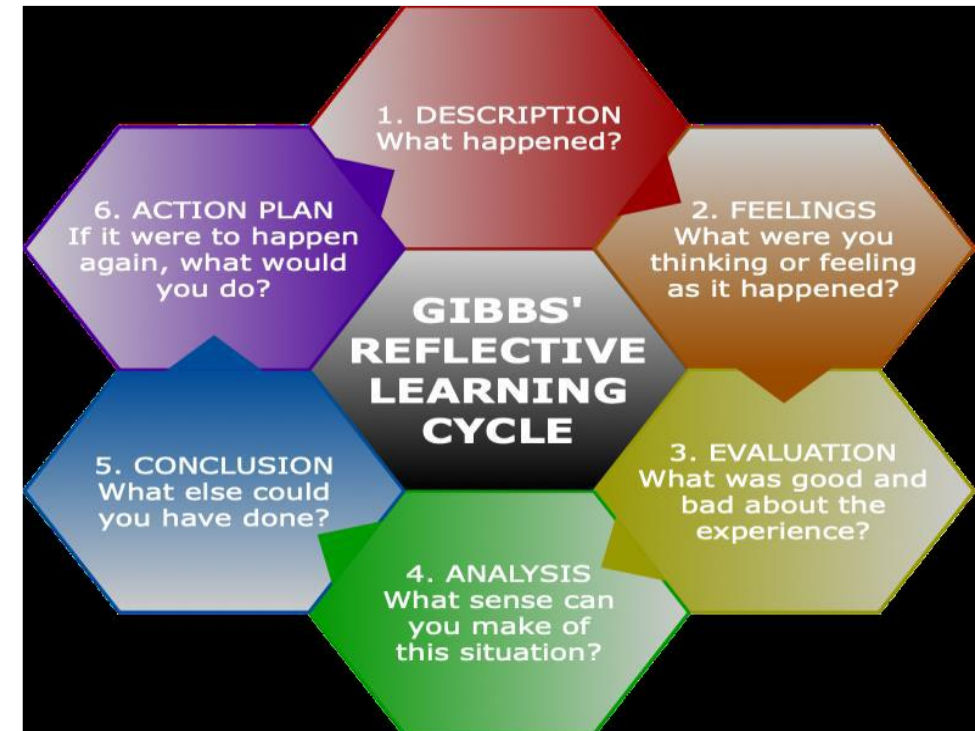 1. DESCRIPTION
What happened?
2. FEELINGS
What were you
thinking or feeling
as it happened?
3. EVALUATION
What was good and
bad about the
experience?
4. ANALYSIS
What sense can
you make of
this situation?
5. CONCLUSION
What else could
you have done?
6. ACTION PLAN
If it were to happen
again, what would
you do?
GIBBS'
REFLECTIVE
LEARNING
CYCLE